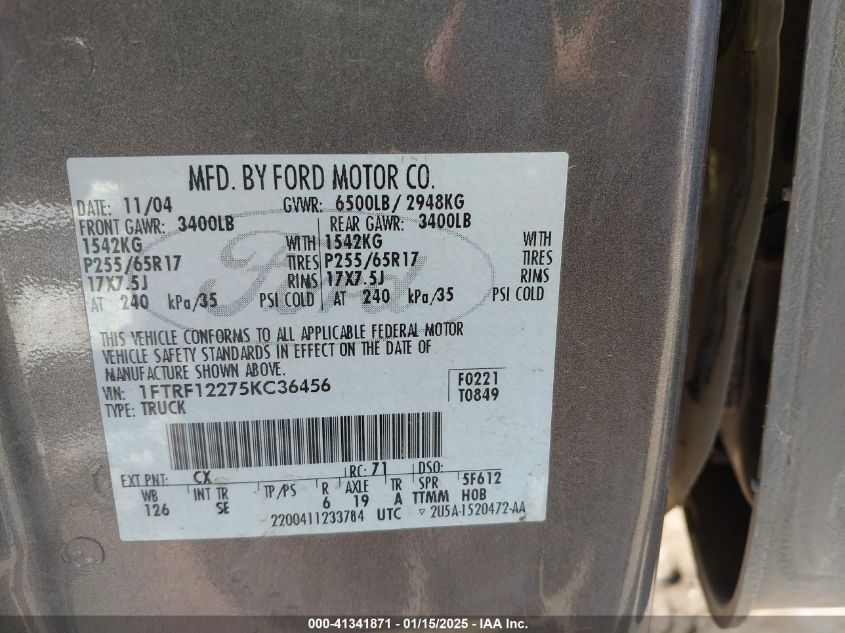 MFD. BY FORD MOTOR CO.
DATE: 11/04 GVWR: 6500LB/ 2948KG
FRONT GAWR: 3400LB REAR GAWR: 3400LB
1542KG WITH 1542KG WITH
P255/65R17 TIRES P255/65R17 TIRES
17X7.5J RIMS 17X7.5J RIMS
AT 240 kPa/35 PSI COLD AT 240 kPa/35 PSI COLD
Ford
THIS VEHICLE CONFORMS TO ALL APPLICABLE FEDERAL MOTOR
VEHICLE SAFETY STANDARDS IN EFFECT ON THE DATE OF
MANUFACTURE SHOWN ABOVE.
VIN: 1FTRF12275KC36456 F0221
TYPE: TRUCK T0849
EXT PNT: CX RC: 71 DSO:
WB INT TR TP/PS R AXLE TR SPR 5F612
126 SE 6 19 A TTMM HOB
2200411233784 UTC ▽ 2U5A-1520472-AA
000-41341871 - 01/15/2025 - IAA Inc.